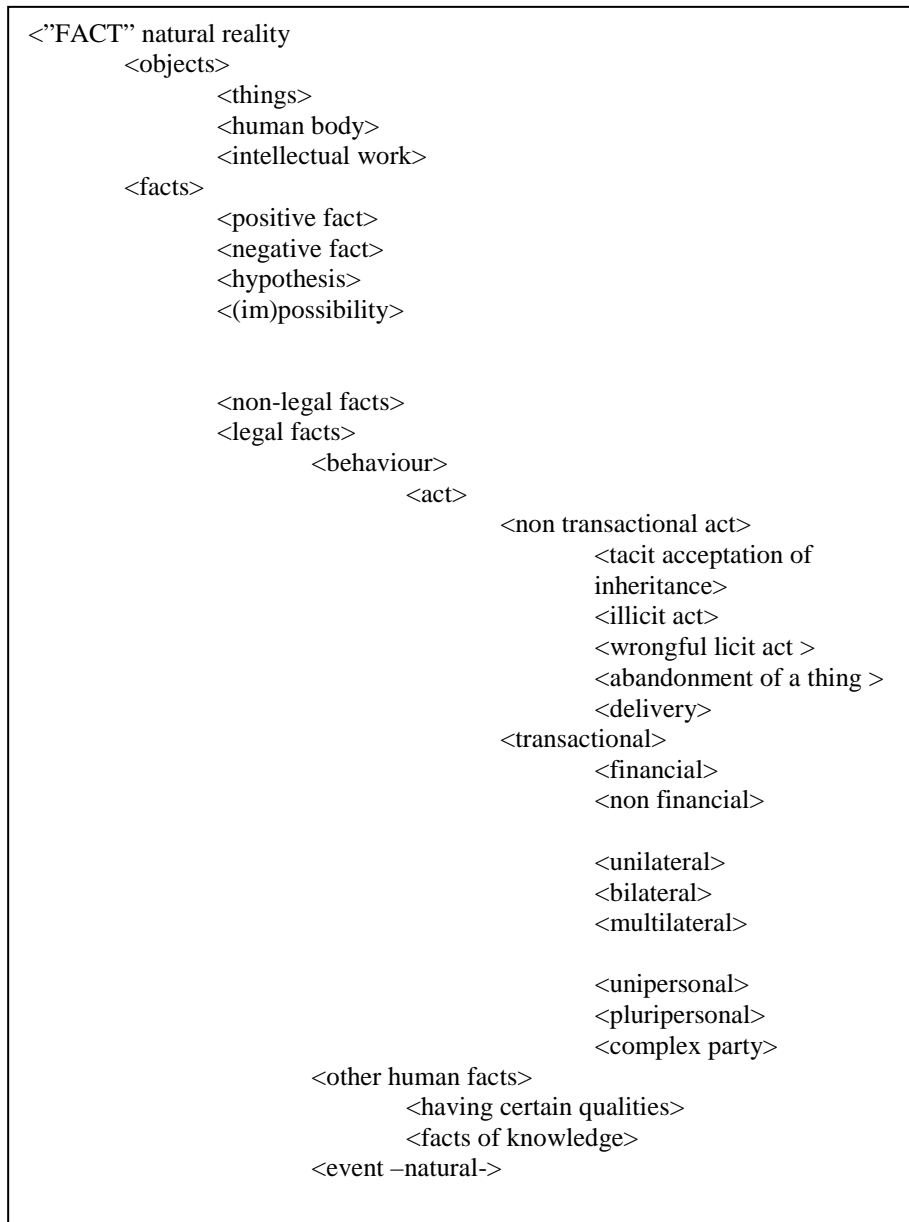 <”FACT” natural reality
<objects>
<things>
<human body>
<intellectual work>
<facts>
<positive fact>
<negative fact>
<hypothesis>
<(im)possibility>
<non-legal facts>
<legal facts>
<behaviour>
<act>
<non transactional act>
<tacit acceptation of
inheritance>
<illicit act>
<wrongful licit act >
<abandonment of a thing >
<delivery>
<transactional>
<financial>
<non financial>
<unilateral>
<bilateral>
<multilateral>
<unipersonal>
<pluripersonal>
<complex party>
<other human facts>
<having certain qualities>
<facts of knowledge>
<event –natural->